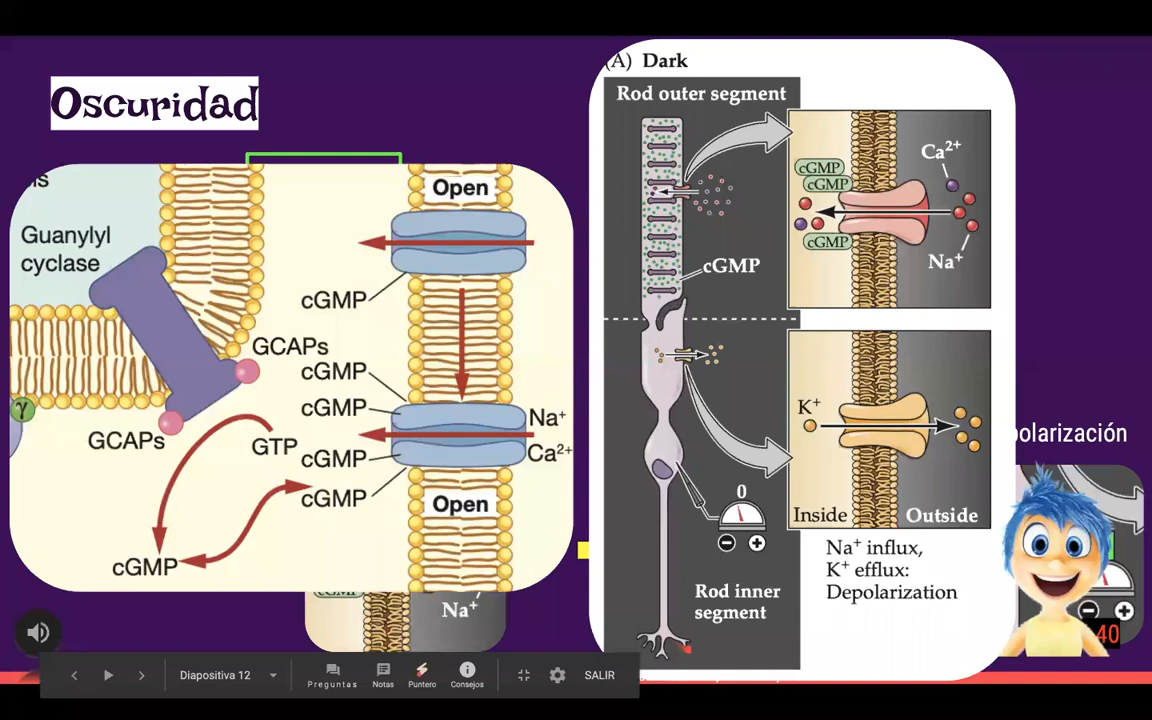 Oscuridad
Guanylyl
cyclase
GCAPs
GCAPs
γ
GTP
cGMP
Open
cGMP
cGMP
cGMP
cGMP
cGMP
Na⁺
Ca²⁺
Open
Na⁺
(A) Dark
Rod outer segment
cGMP
Rod inner
segment
0
cGMP
cGMP
cGMP
Ca²⁺
Na⁺
K⁺
Inside
Outside
Na⁺ influx,
K⁺ efflux:
Depolarization
polarización
40
Diapositiva 12
Preguntas
Notas
Puntero
Consejos
SALIR